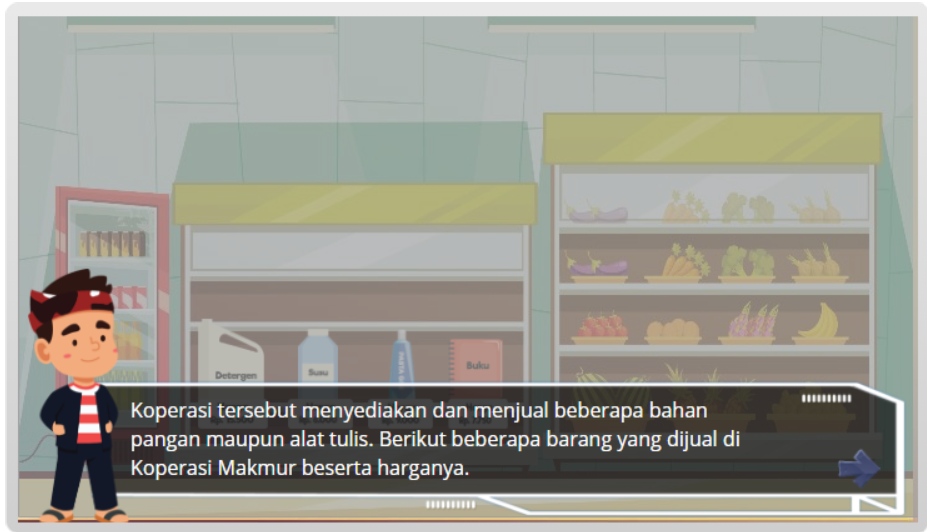 Detergen
Susu
Buku
Koperasi tersebut menyediakan dan menjual beberapa bahan
pangan maupun alat tulis. Berikut beberapa barang yang dijual di
Koperasi Makmur beserta harganya.